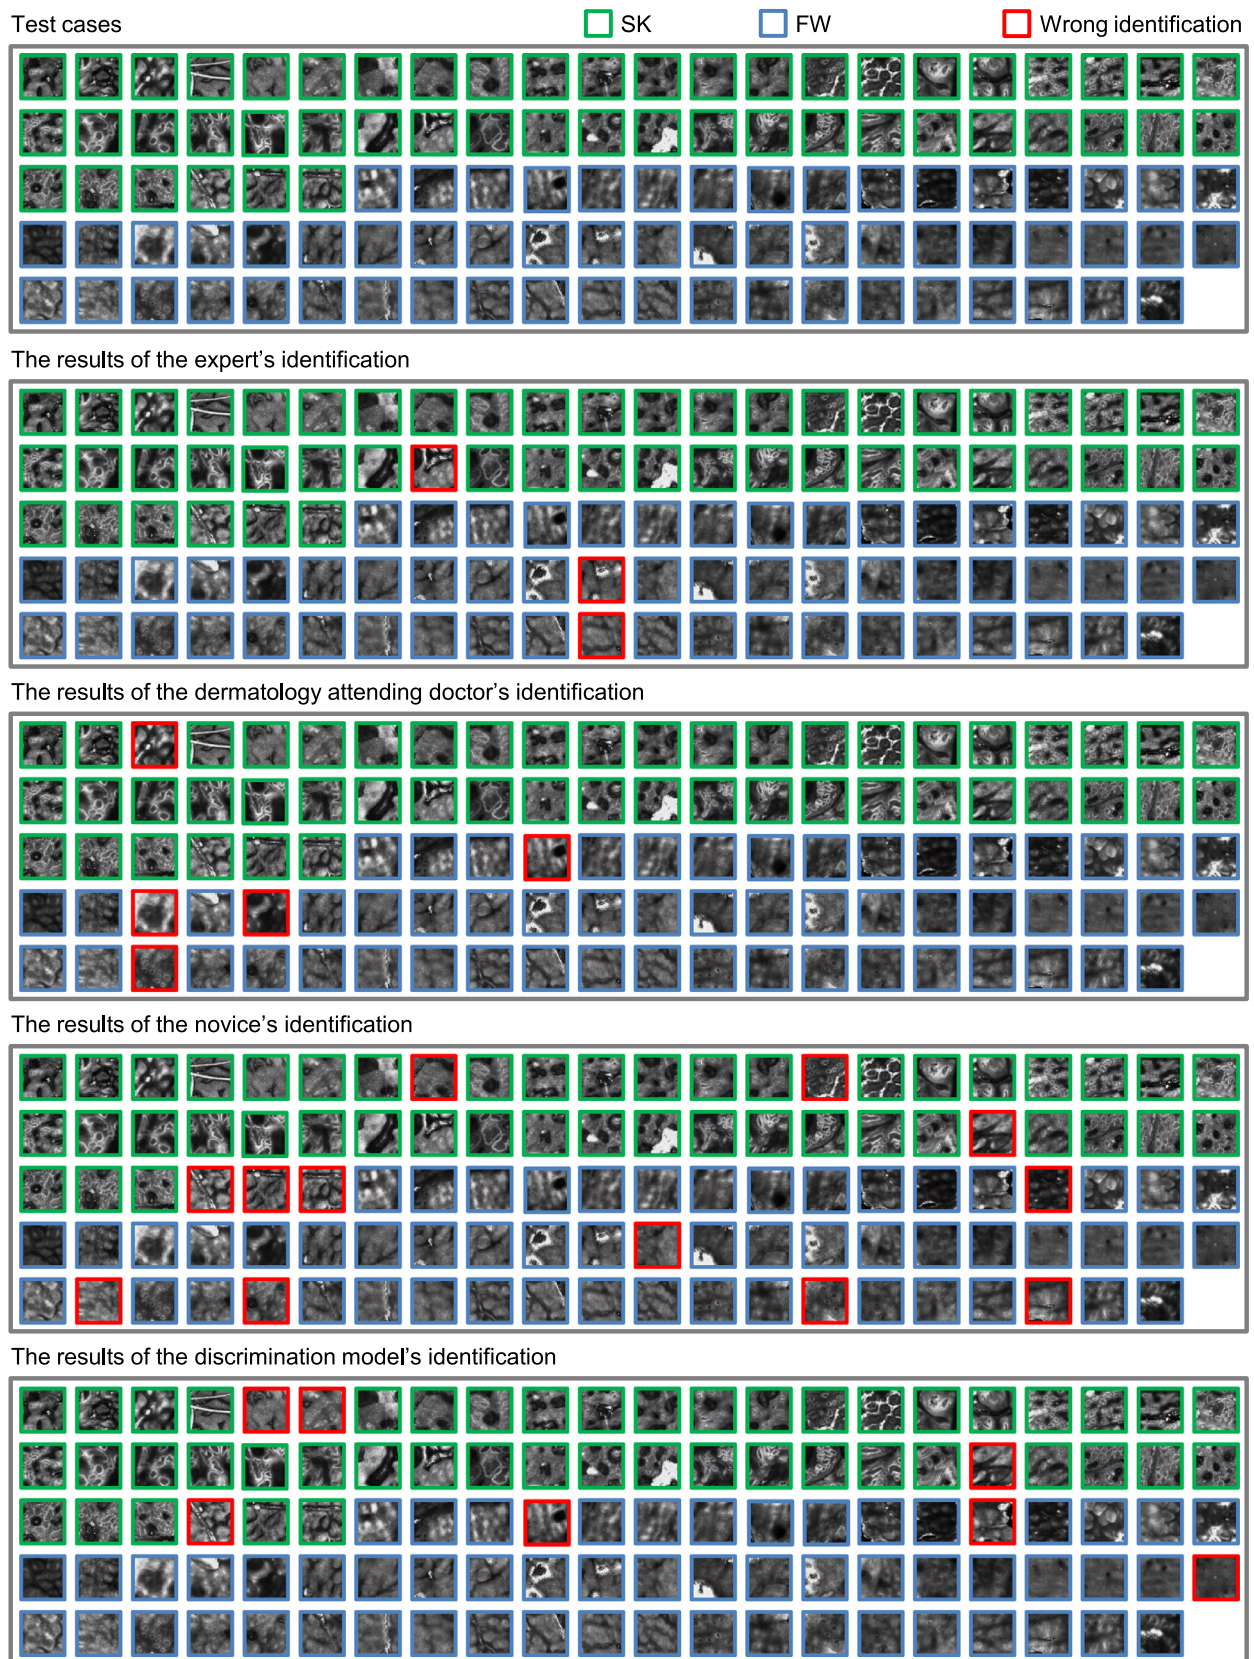 Test cases SK FW Wrong identification
The results of the expert’s identification
The results of the dermatology attending doctor’s identification
The results of the novice’s identification
The results of the discrimination model’s identification